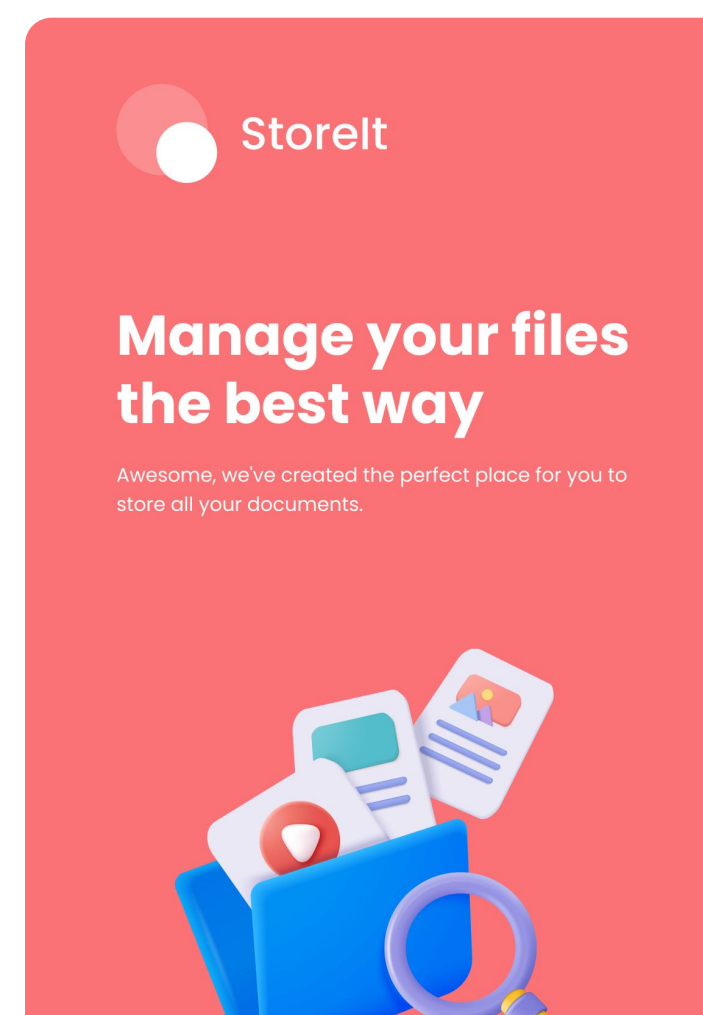 StoreIt
Manage your files
the best way
Awesome, we've created the perfect place for you to
store all your documents.